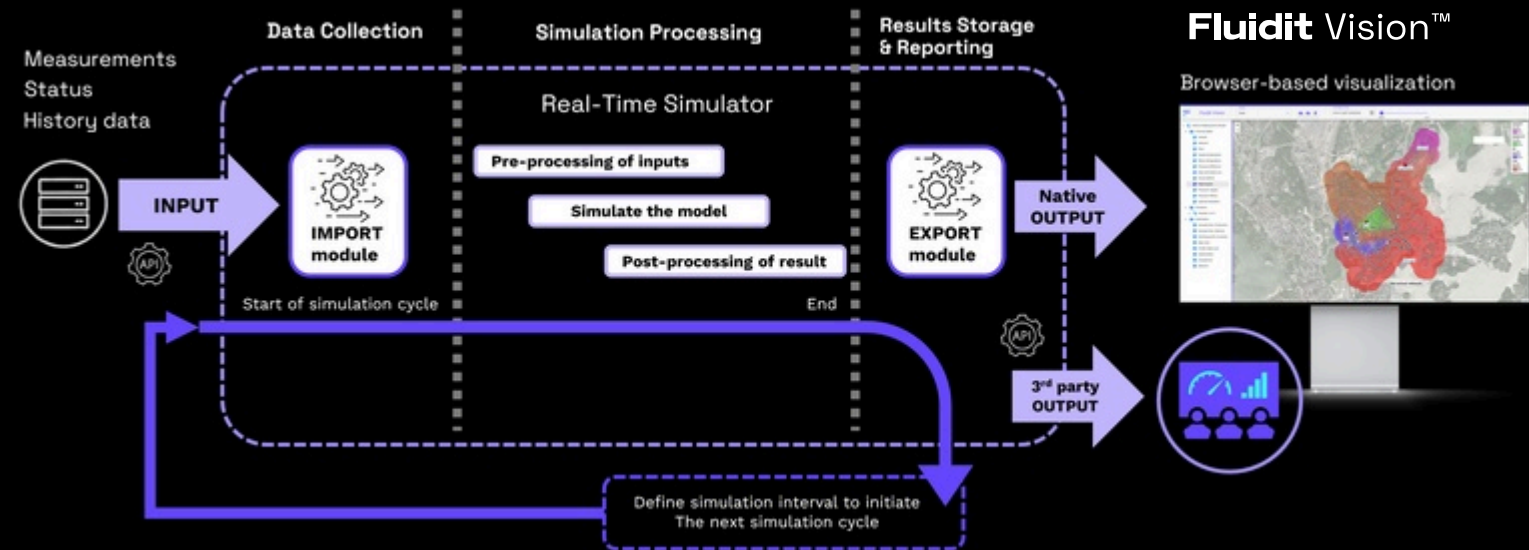 Data Collection
Simulation Processing
Results Storage
& Reporting
Fluidit Vision™
Measurements
Status
History data
Browser-based visualization
Real-Time Simulator
INPUT
API
IMPORT
module
Pre-processing of inputs
Simulate the model
Post-processing of result
EXPORT
module
Native
OUTPUT
Start of simulation cycle
End
API
3rd party
OUTPUT
Define simulation interval to initiate
The next simulation cycle